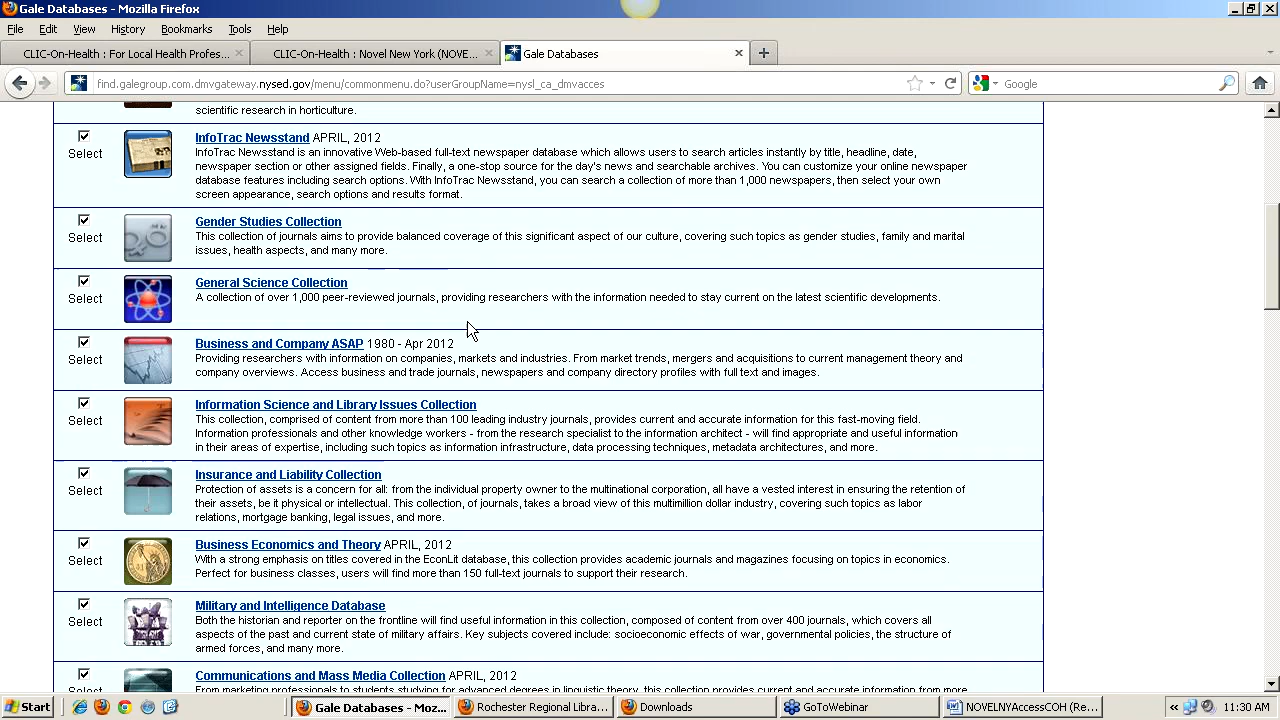 Gale Databases - Mozilla Firefox
File Edit View History Bookmarks Tools Help
CLIC-On-Health : For Local Health Profes...
CLIC-On-Health : Novel New York (NOVE...
Gale Databases
find.galegroup.com.dmvgateway.nysed.gov/menu/commonmenu.do?userGroupName=nysl_ca_dmvacces
Google
scientific research in horticulture.
Select
InfoTrac Newsstand APRIL, 2012
InfoTrac Newsstand is an innovative Web-based full-text newspaper database which allows users to search articles instantly by title, headline, date,
newspaper section or other assigned fields. Finally, a one-stop source for the day's news and searchable archives. You can customize your online newspaper
database features including search options. With InfoTrac Newsstand, you can search a collection of more than 1,000 newspapers, then select your own
screen appearance, search options and results format.
Select
Gender Studies Collection
This collection of journals aims to provide balanced coverage of this significant aspect of our culture, covering such topics as gender studies, family and marital
issues, health aspects, and many more.
Select
General Science Collection
A collection of over 1,000 peer-reviewed journals, providing researchers with the information needed to stay current on the latest scientific developments.
Select
Business and Company ASAP 1980 - Apr 2012
Providing researchers with information on companies, markets and industries. From market trends, mergers and acquisitions to current management theory and
company overviews. Access business and trade journals, newspapers and company directory profiles with full text and images.
Select
Information Science and Library Issues Collection
This collection, comprised of content from more than 100 leading industry journals, provides current and accurate information for this fast-moving field.
Information professionals and other knowledge workers - from the research specialist to the information architect - will find appropriate and useful information
in their areas of expertise, including such topics as information infrastructure, data processing techniques, metadata architectures, and many more.
Select
Insurance and Liability Collection
Protection of assets is a concern for all: from the individual property owner to the multinational corporation, all have a vested interest in ensuring the retention of
their assets, be it physical or intellectual. This collection, of journals, takes a broad view of this multimillion dollar industry, covering such topics as labor
relations, mortgage banking, legal issues, and more.
Select
Business Economics and Theory APRIL, 2012
With a strong emphasis on titles covered in the EconLit database, this collection provides academic journals and magazines focusing on topics in economics.
Perfect for business classes, users will find more than 150 full-text journals to support their research.
Select
Military and Intelligence Database
Both the historian and reporter on the frontline will find useful information in this collection, composed of content from over 400 journals, which covers all
aspects of the past and current state of military affairs. Key subjects covered include socioeconomic effects of war, governmental policies, the structure of
armed forces, and many more.
Select
Communications and Mass Media Collection APRIL, 2012
From marketing professionals to students studying for advanced degrees in linguistic theory, this collection provides current and accurate information from more
Start
Gale Databases - Moz...
Rochester Regional Libra...
Downloads
GoToWebinar
NOVELNYAccessCOH (Re...
11:30 AM